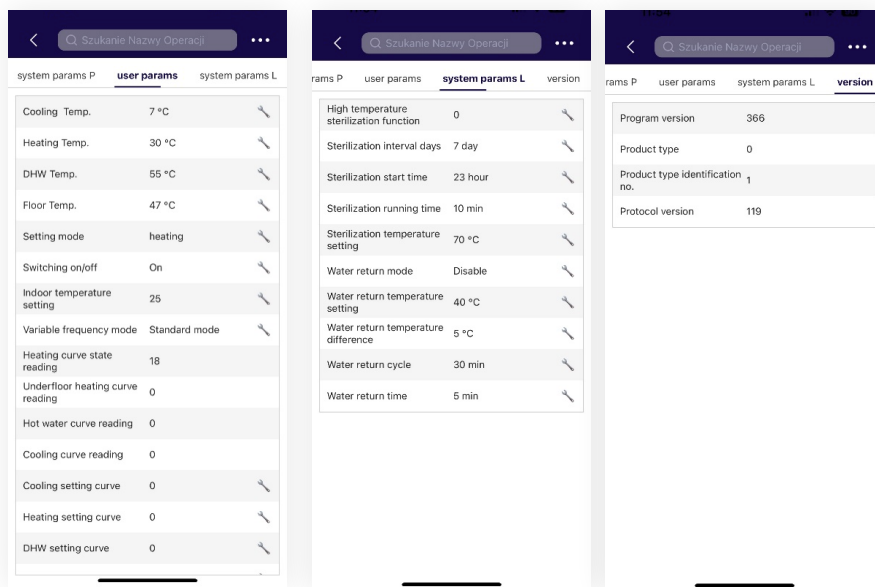 Szukanie Nazwy Operacji
system params P user params system params L
Cooling Temp. 7 °C
Heating Temp. 30 °C
DHW Temp. 55 °C
Floor Temp. 47 °C
Setting mode heating
Switching on/off On
Indoor temperature
setting 25
Variable frequency mode Standard mode
Heating curve state
reading 18
Underfloor heating curve
reading 0
Hot water curve reading 0
Cooling curve reading 0
Cooling setting curve 0
Heating setting curve 0
DHW setting curve 0
Szukanie Nazwy Operacji
rams P user params system params L version
High temperature
sterilization function 0
Sterilization interval days 7 day
Sterilization start time 23 hour
Sterilization running time 10 min
Sterilization temperature
setting 70 °C
Water return mode Disable
Water return temperature
setting 40 °C
Water return temperature
difference 5 °C
Water return cycle 30 min
Water return time 5 min
Szukanie Nazwy Operacji
rams P user params system params L version
Program version 366
Product type 0
Product type identification
no. 1
Protocol version 119